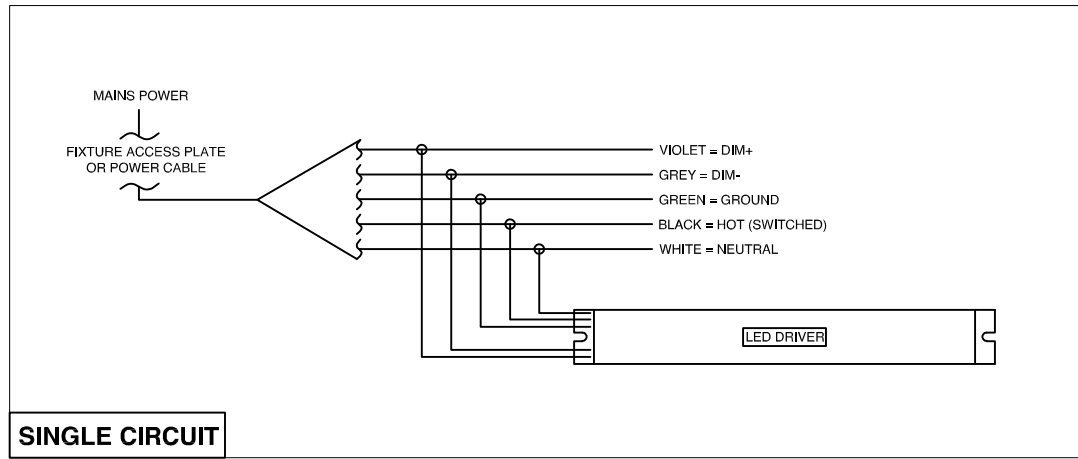 MAINS POWER
FIXTURE ACCESS PLATE
OR POWER CABLE
VIOLET = DIM+
GREY = DIM-
GREEN = GROUND
BLACK = HOT (SWITCHED)
WHITE = NEUTRAL
LED DRIVER
SINGLE CIRCUIT